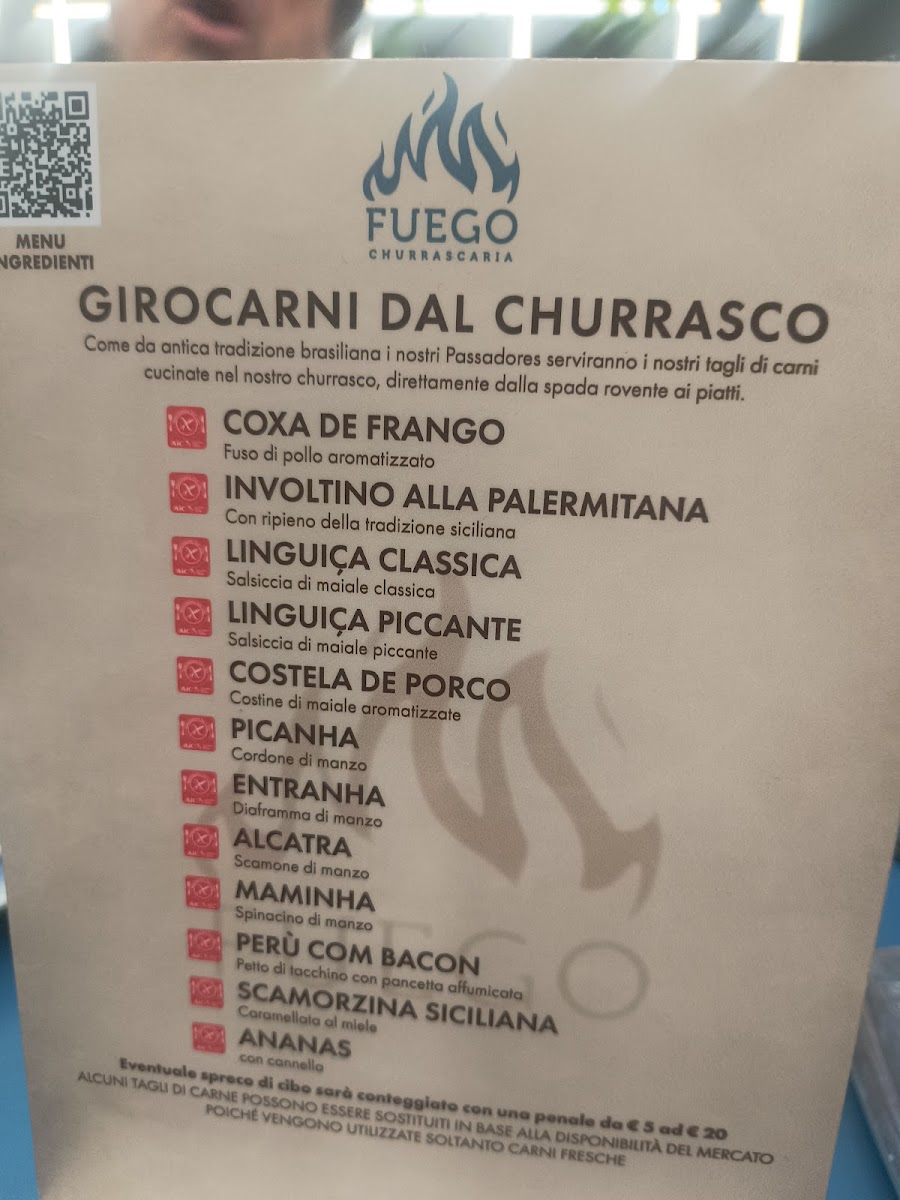 MENU
INGREDIENTI
FUEGO
CHURRASCARIA
GIROCARNI DAL CHURRASCO
Come da antica tradizione brasiliana i nostri Passadores serviranno i nostri tagli di carni
cucinate nel nostro churrasco, direttamente dalla spada rovente ai piatti.
COXA DE FRANGO
Fuso di pollo aromatizzato
INVOLTINO ALLA PALERMITANA
Con ripieno della tradizione siciliana
LINGUIÇA CLASSICA
Salsiccia di maiale classica
LINGUIÇA PICCANTE
Salsiccia di maiale piccante
COSTELA DE PORCO
Costine di maiale aromatizzate
PICANHA
Cordone di manzo
ENTRANHA
Diaframma di manzo
ALCATRA
Scamone di manzo
MAMINHA
Spinacino di manzo
PERÙ COM BACON
Petto di tacchino con pancetta affumicata
SCAMORZINA SICILIANA
Caramellata al miele
ANANAS
con cannella
Eventuale spreco di cibo sarà conteggiato con una penale da € 5 ad € 20
ALCUNI TAGLI DI CARNE POSSONO ESSERE SOSTITUITI IN BASE ALLA DISPONIBILITÀ DEL MERCATO
POICHÉ VENGONO UTILIZZATE SOLTANTO CARNI FRESCHE